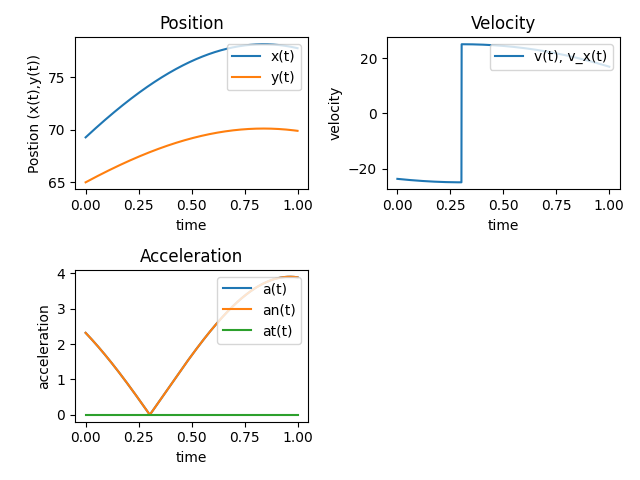 Position
Postion (x(t),y(t))
75
70
65
0.00 0.25 0.50 0.75 1.00
time
x(t)
y(t)
Velocity
velocity
20
0
−20
0.00 0.25 0.50 0.75 1.00
time
v(t), v_x(t)
Acceleration
acceleration
4
3
2
1
0
0.00 0.25 0.50 0.75 1.00
time
a(t)
an(t)
at(t)